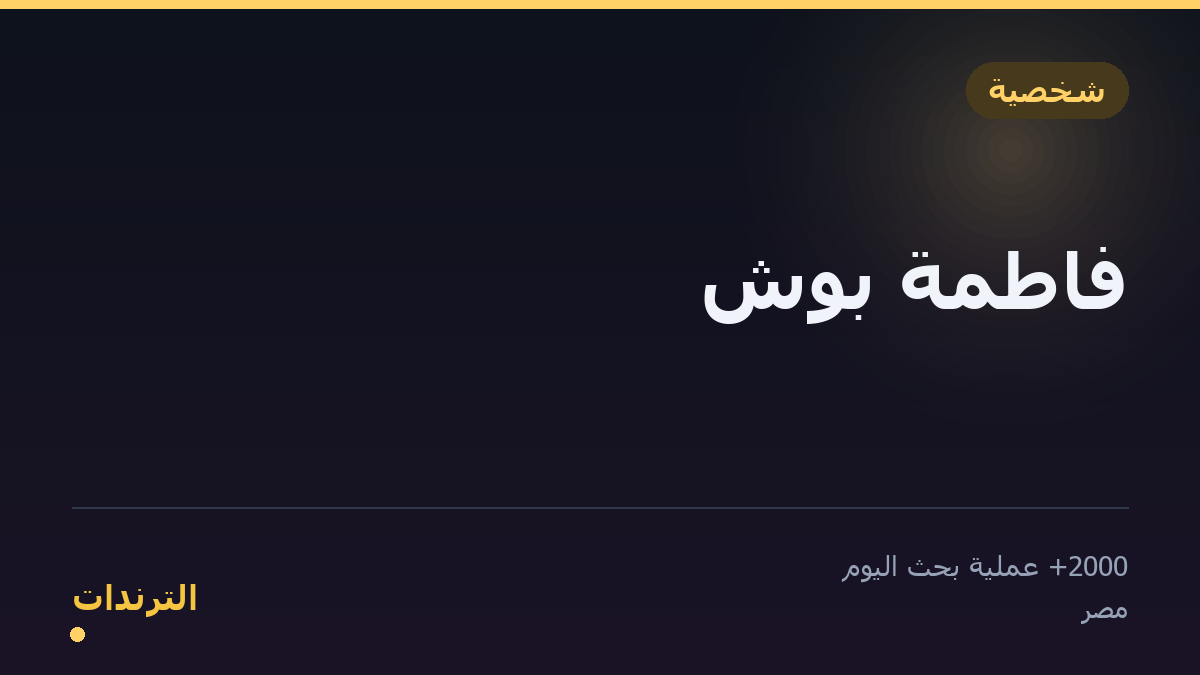 شخصية
فاطمة بوش
2000+ عملية بحث اليوم
مصر
الترندات